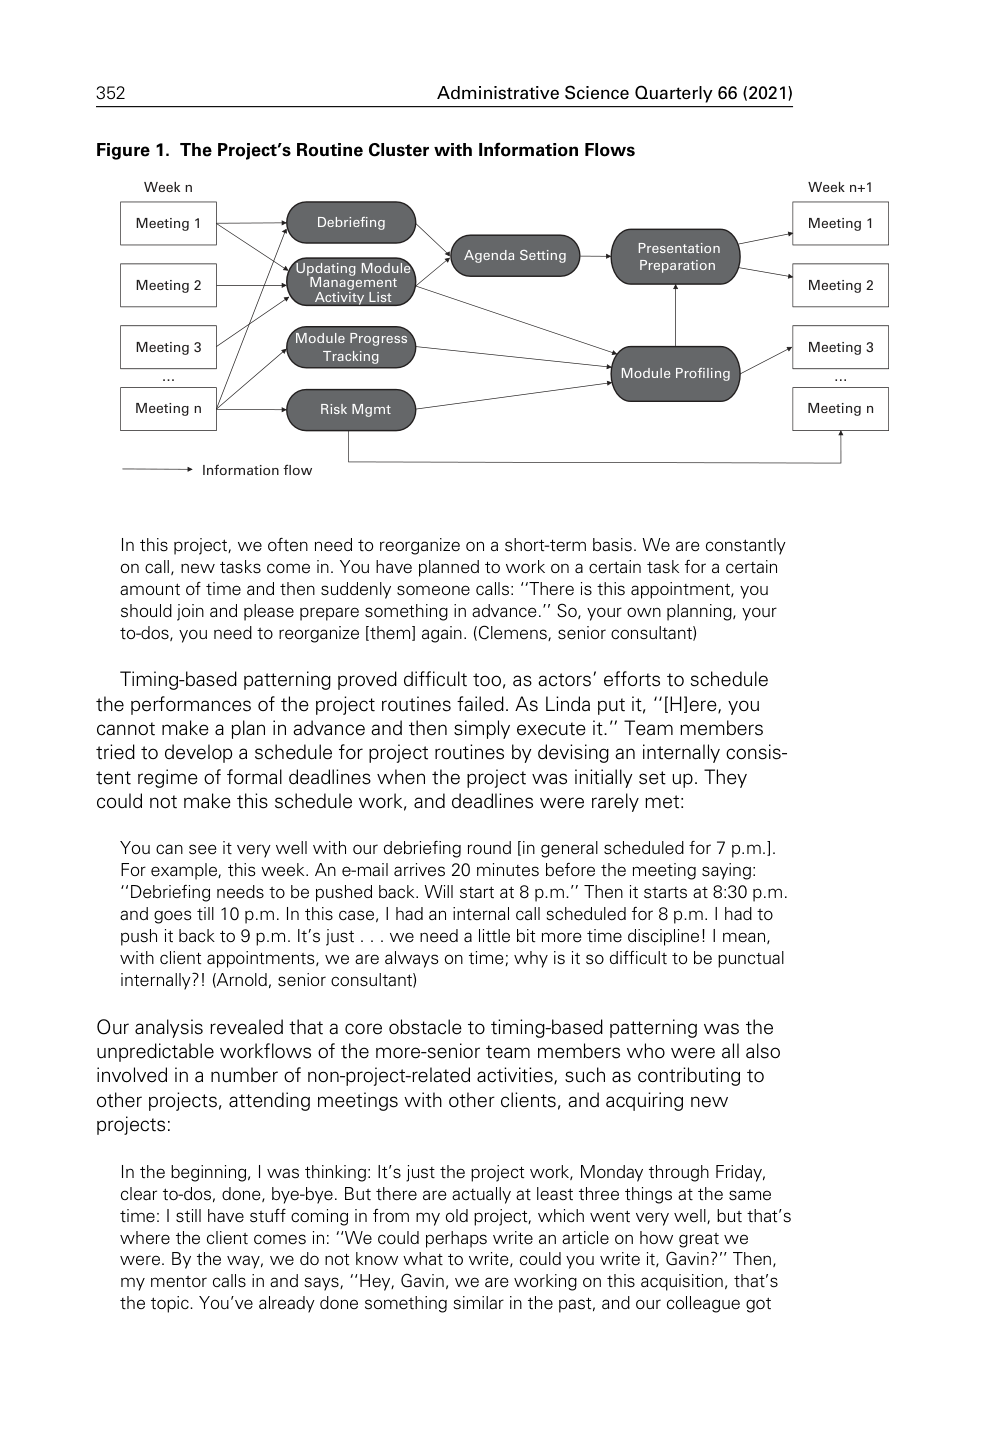 352
Administrative Science Quarterly 66 (2021)
Figure 1. The Project’s Routine Cluster with Information Flows
Week n
Week n+1
Meeting 1
Meeting 2
Meeting 3
...
Meeting n
Debriefing
Updating Module
Management
Activity List
Module Progress
Tracking
Risk Mgmt
Agenda Setting
Presentation
Preparation
Module Profiling
Meeting 1
Meeting 2
Meeting 3
...
Meeting n
Information flow
In this project, we often need to reorganize on a short-term basis. We are constantly
on call, new tasks come in. You have planned to work on a certain task for a certain
amount of time and then suddenly someone calls: ‘‘There is this appointment, you
should join and please prepare something in advance.’’ So, your own planning, your
to-dos, you need to reorganize [them] again. (Clemens, senior consultant)
Timing-based patterning proved difficult too, as actors’ efforts to schedule
the performances of the project routines failed. As Linda put it, ‘‘[H]ere, you
cannot make a plan in advance and then simply execute it.’’ Team members
tried to develop a schedule for project routines by devising an internally consis-
tent regime of formal deadlines when the project was initially set up. They
could not make this schedule work, and deadlines were rarely met:
You can see it very well with our debriefing round [in general scheduled for 7 p.m.].
For example, this week. An e-mail arrives 20 minutes before the meeting saying:
‘‘Debriefing needs to be pushed back. Will start at 8 p.m.’’ Then it starts at 8:30 p.m.
and goes till 10 p.m. In this case, I had an internal call scheduled for 8 p.m. I had to
push it back to 9 p.m. It’s just . . . we need a little bit more time discipline! I mean,
with client appointments, we are always on time; why is it so difficult to be punctual
internally?! (Arnold, senior consultant)
Our analysis revealed that a core obstacle to timing-based patterning was the
unpredictable workflows of the more-senior team members who were all also
involved in a number of non-project-related activities, such as contributing to
other projects, attending meetings with other clients, and acquiring new
projects:
In the beginning, I was thinking: It’s just the project work, Monday through Friday,
clear to-dos, done, bye-bye. But there are actually at least three things at the same
time: I still have stuff coming in from my old project, which went very well, but that’s
where the client comes in: ‘‘We could perhaps write an article on how great we
were. By the way, we do not know what to write, could you write it, Gavin?’’ Then,
my mentor calls in and says, ‘‘Hey, Gavin, we are working on this acquisition, that’s
the topic. You’ve already done something similar in the past, and our colleague got